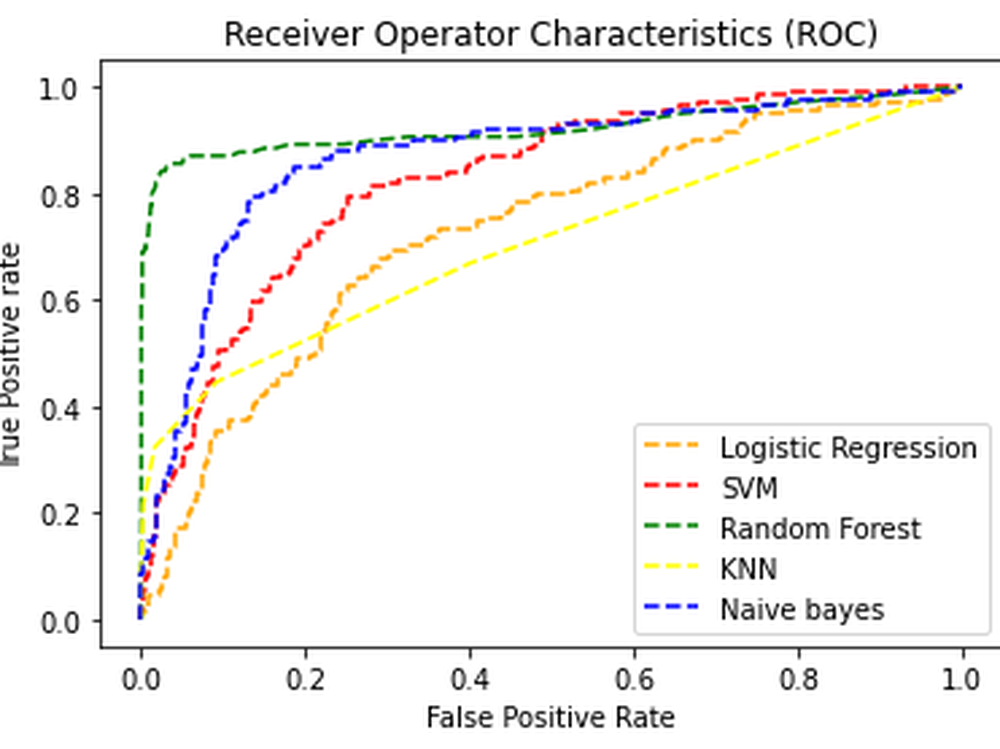 Receiver Operator Characteristics (ROC)
True Positive rate
1.0
0.8
0.6
0.4
0.2
0.0
Logistic Regression
SVM
Random Forest
KNN
Naive bayes
0.0 0.2 0.4 0.6 0.8 1.0
False Positive Rate